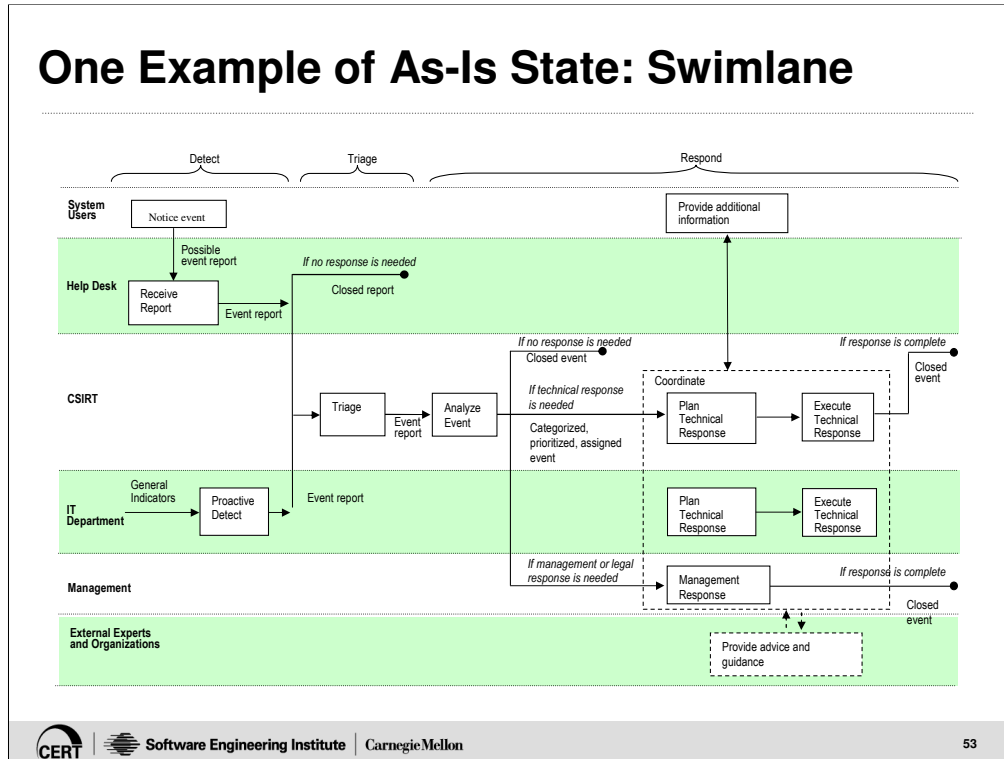 One Example of As-Is State: Swimlane
Detect
Triage
Respond
System
Users
Notice event
Provide additional
information
Possible
event report
Help Desk
Receive
Report
Event report
If no response is needed
Closed report
CSIRT
Triage
Event
report
Analyze
Event
If no response is needed
Closed event
If technical response
is needed
Categorized,
prioritized, assigned
event
Coordinate
Plan
Technical
Response
Execute
Technical
Response
If response is complete
Closed
event
IT
Department
General
Indicators
Proactive
Detect
Event report
Plan
Technical
Response
Execute
Technical
Response
Management
If management or legal
response is needed
Management
Response
If response is complete
Closed
event
External Experts
and Organizations
Provide advice and
guidance
CERT
Software Engineering Institute
Carnegie Mellon
53